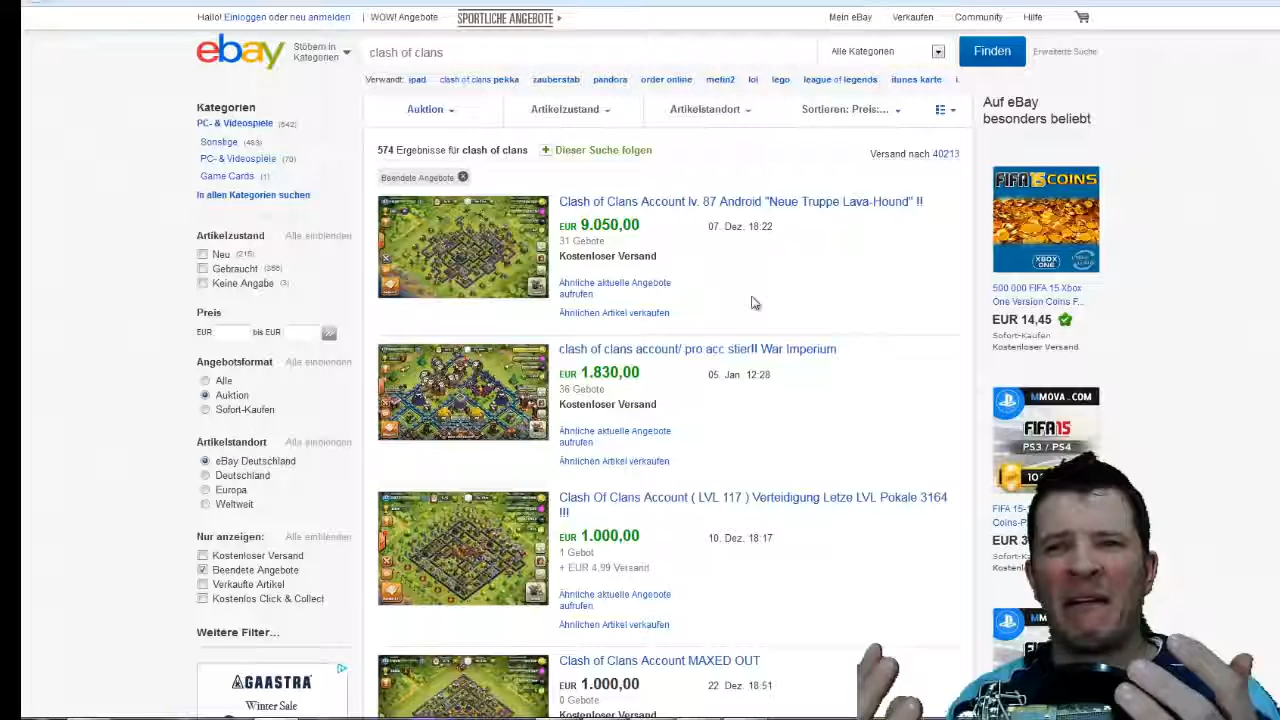 Hallo! Einloggen oder neu anmelden | WOW! Angebote SPORTLICHE ANGEBOTE
Mein eBay Verkaufen Community Hilfe
ebay
Stöbern in Kategorien
clash of clans
Alle Kategorien
Finden
Erweiterte Suche
Verwandt: ipad clash of clans pekka zauberstab pandora order online metin2 lol lego league of legends itunes karte i.
Kategorien
PC- & Videospiele (542)
Sonstige (463)
PC- & Videospiele (70)
Game Cards (1)
In allen Kategorien suchen
Artikelzustand Alle einblenden
Neu (215)
Gebraucht (356)
Keine Angabe (3)
Preis
EUR bis EUR
Angebotsformat Alle einblenden
Alle
Auktion
Sofort-Kaufen
Artikelstandort Alle einblenden
eBay Deutschland
Deutschland
Europa
Weltweit
Nur anzeigen: Alle einblenden
Kostenloser Versand
Beendete Angebote
Verkaufte Artikel
Kostenlos Click & Collect
Weitere Filter...
GAASTRA
Winter Sale
Auktion Artikelzustand Artikelstandort Sortieren: Preis:...
574 Ergebnisse für clash of clans + Dieser Suche folgen
Versand nach 40213
Beendete Angebote
Clash of Clans Account lv. 87 Android "Neue Truppe Lava-Hound" !!
EUR 9.050,00 07. Dez. 18:22
31 Gebote
Kostenloser Versand
Ähnliche aktuelle Angebote
aufrufen
Ähnlichen Artikel verkaufen
clash of clans account/ pro acc stier!! War Imperium
EUR 1.830,00 05. Jan 12:28
36 Gebote
Kostenloser Versand
Ähnliche aktuelle Angebote
aufrufen
Ähnlichen Artikel verkaufen
Clash Of Clans Account ( LVL 117 ) Verteidigung Letze LVL Pokale 3164
!!!
EUR 1.000,00 10. Dez. 18:17
1 Gebot
+ EUR 4,99 Versand
Ähnliche aktuelle Angebote
aufrufen
Ähnlichen Artikel verkaufen
Clash of Clans Account MAXED OUT
EUR 1.000,00 22. Dez. 18:51
0 Gebote
Kostenloser Versand
Auf eBay
besonders beliebt
FIFA 15 COINS
XBOX ONE
500 000 FIFA 15 Xbox
One Version Coins F...
EUR 14,45
Sofort-Kaufen
Kostenloser Versand
MMOVA.COM
FIFA15
PS3 / PS4
FIFA 15-
Coins-P
EUR 3
Sofort-K
Kostenl